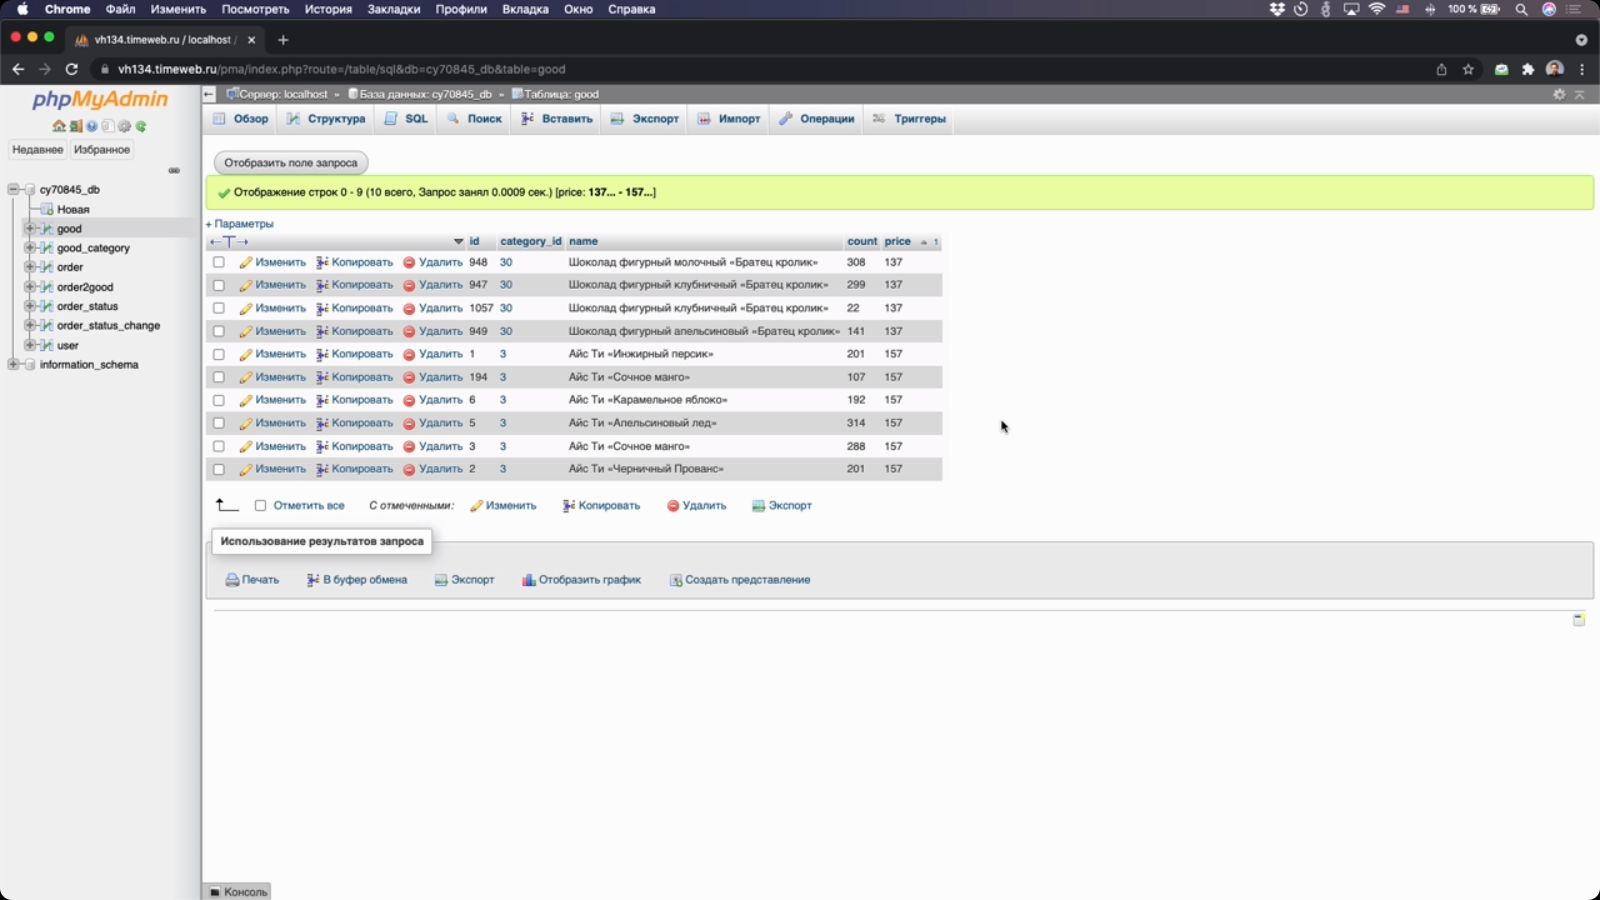 Chrome Файл Изменить Посмотреть История Закладки Профили Вкладка Окно Справка 100 %
vh134.timeweb.ru / localhost /
vh134.timeweb.ru/pma/index.php?route=/table/sql&db=cy70845_db&table=good
phpMyAdmin
Недавнее Избранное
cy70845_db
Новая
good
good_category
order
order2good
order_status
order_status_change
user
information_schema
Сервер: localhost » База данных: cy70845_db » Таблица: good
Обзор Структура SQL Поиск Вставить Экспорт Импорт Операции Триггеры
Отобразить поле запроса
Отображение строк 0 - 9 (10 всего, Запрос занял 0.0009 сек.) [price: 137... - 157...]
+ Параметры
←T→ id category_id name count price 1
Изменить Копировать Удалить 948 30 Шоколад фигурный молочный «Братец кролик» 308 137
Изменить Копировать Удалить 947 30 Шоколад фигурный клубничный «Братец кролик» 299 137
Изменить Копировать Удалить 1057 30 Шоколад фигурный клубничный «Братец кролик» 22 137
Изменить Копировать Удалить 949 30 Шоколад фигурный апельсиновый «Братец кролик» 141 137
Изменить Копировать Удалить 1 3 Айс Ти «Инжирный персик» 201 157
Изменить Копировать Удалить 194 3 Айс Ти «Сочное манго» 107 157
Изменить Копировать Удалить 6 3 Айс Ти «Карамельное яблоко» 192 157
Изменить Копировать Удалить 5 3 Айс Ти «Апельсиновый лед» 314 157
Изменить Копировать Удалить 3 3 Айс Ти «Сочное манго» 288 157
Изменить Копировать Удалить 2 3 Айс Ти «Черничный Прованс» 201 157
Отметить все С отмеченными: Изменить Копировать Удалить Экспорт
Использование результатов запроса
Печать В буфер обмена Экспорт Отобразить график Создать представление
Консоль